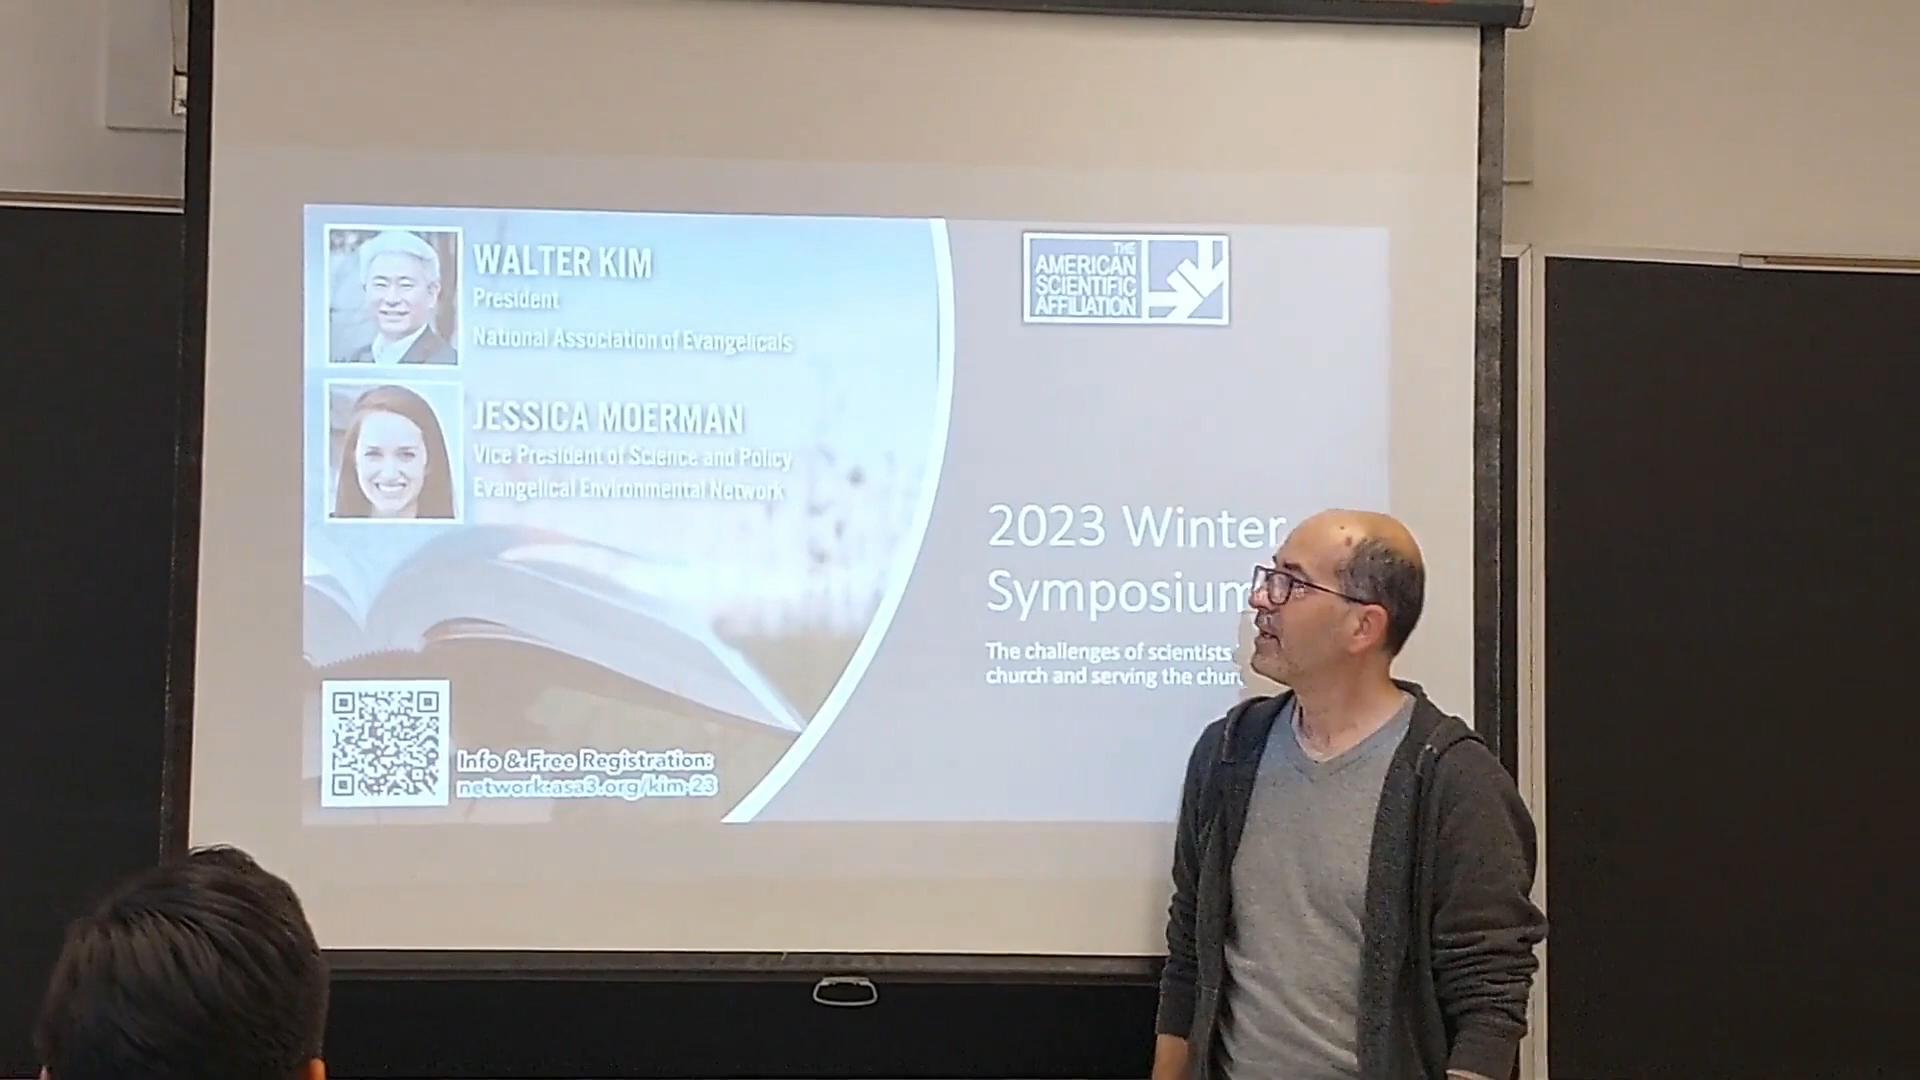 WALTER KIM
President
National Association of Evangelicals
JESSICA MOERMAN
Vice President of Science and Policy
Evangelical Environmental Network
Info & Free Registration:
network.asa3.org/kim-23
THE
AMERICAN
SCIENTIFIC
AFFILIATION
2023 Winter
Symposium
The challenges of scientists
church and serving the